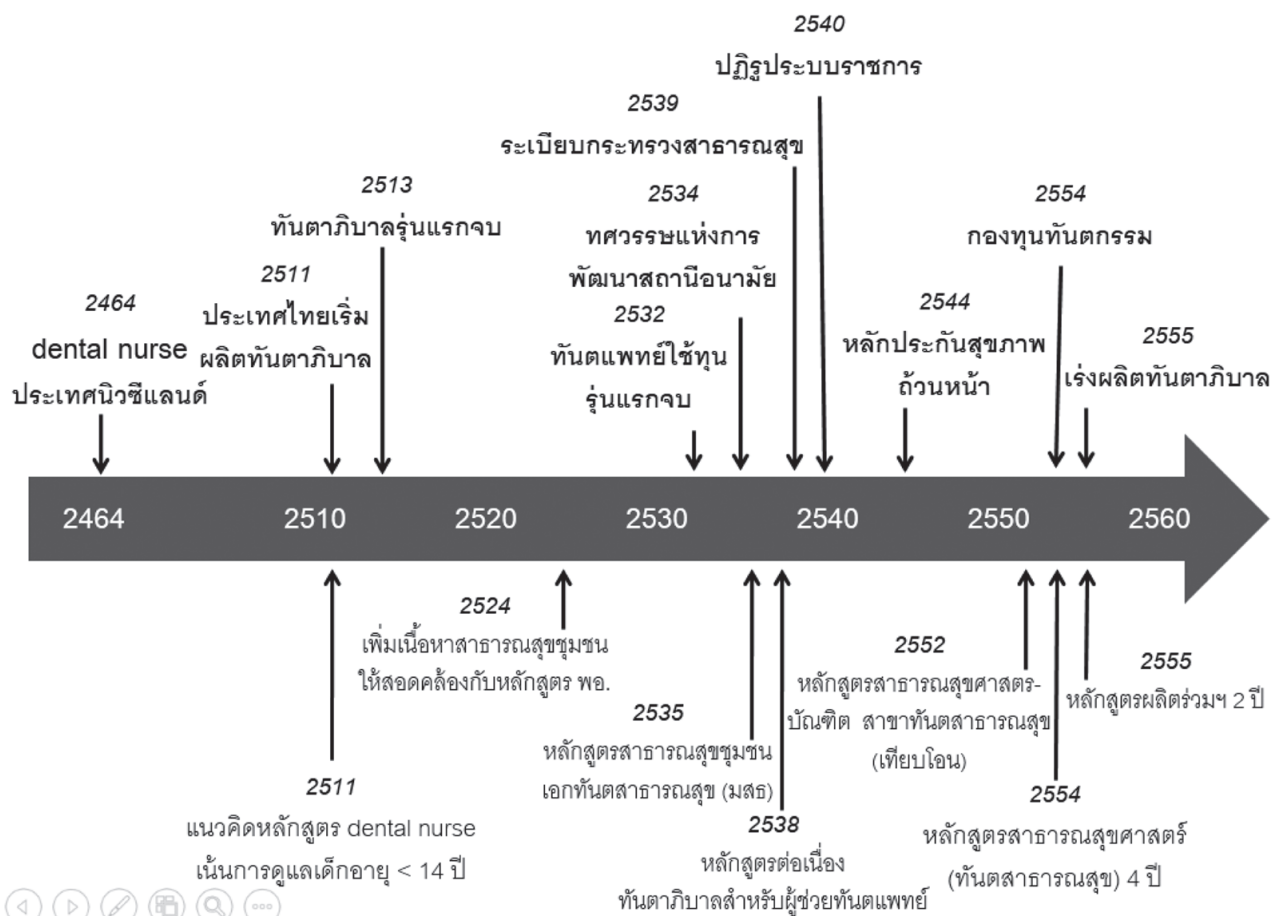 2540
ปฏิรูประบบราชการ
2539
ระเบียบกระทรวงสาธารณสุข
2513
ทันตาภิบาลรุ่นแรกจบ
2534
ทศวรรษแห่งการ
พัฒนาสถานีอนามัย
2554
กองทุนทันตกรรม
2511
ประเทศไทยเริ่ม
ผลิตทันตาภิบาล
2464
dental nurse
ประเทศนิวซีแลนด์
2532
ทันตแพทย์ใช้ทุน
รุ่นแรกจบ
2544
หลักประกันสุขภาพ
ถ้วนหน้า
2555
เร่งผลิตทันตาภิบาล
2464 2510 2520 2530 2540 2550 2560
2524
เพิ่มเนื้อหาสาธารณสุขชุมชน
ให้สอดคล้องกับหลักสูตร พอ.
2552
หลักสูตรสาธารณสุขศาสตร-
บัณฑิต สาขาทันตสาธารณสุข
(เทียบโอน)
2555
หลักสูตรผลิตร่วมฯ 2 ปี
2535
หลักสูตรสาธารณสุขชุมชน
เอกทันตสาธารณสุข (มสธ)
2511
แนวคิดหลักสูตร dental nurse
เน้นการดูแลเด็กอายุ < 14 ปี
2538
หลักสูตรต่อเนื่อง
ทันตาภิบาลสำหรับผู้ช่วยทันตแพทย์
2554
หลักสูตรสาธารณสุขศาสตร์
(ทันตสาธารณสุข) 4 ปี